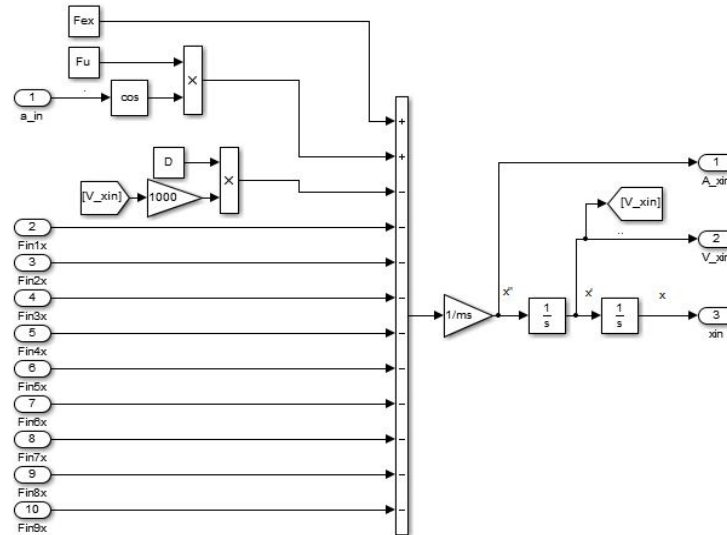 Fex
Fu
×
1
cos
a_in
D
×
[V_xin]
1000
2
Fin1x
3
Fin2x
4
Fin3x
5
Fin4x
6
Fin5x
7
Fin6x
8
Fin7x
9
Fin8x
10
Fin9x
+
+
−
−
−
−
−
−
−
−
−
−
1/ms
x''
1
s
x'
1
s
x
1
A_xin
[V_xin]
2
V_xin
3
xin